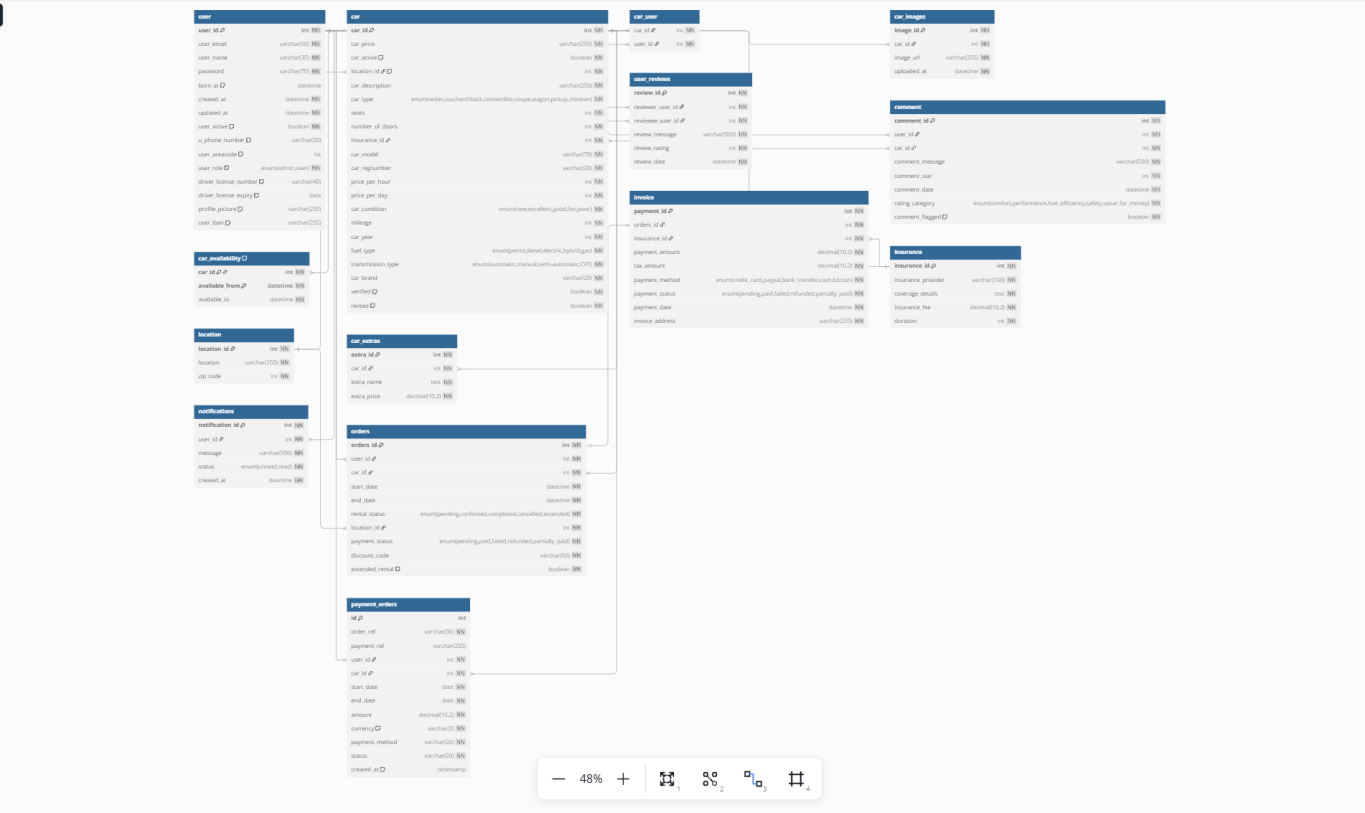 user
user_id int NN
user_email varchar(50) NN
user_name varchar(35) NN
password varchar(70) NN
born_at datetime
created_at datetime NN
updated_at datetime NN
user_active boolean NN
u_phone_number varchar(20)
user_areacode int
user_role enum(admin,user) NN
driver_license_number varchar(40)
driver_license_expiry date
profile_picture varchar(255)
user_iban varchar(255)
car_availability
car_id int NN
available_from datetime NN
available_to datetime NN
location
location_id int NN
location varchar(250) NN
zip_code int NN
notifications
notification_id int NN
user_id int NN
message varchar(500) NN
status enum(unread,read) NN
created_at datetime NN
car
car_id int NN
car_price varchar(255) NN
car_active boolean NN
location_id int NN
car_description varchar(250) NN
car_type enum(sedan,suv,hatchback,convertible,coupe,wagon,pickup,minivan) NN
seats int NN
number_of_doors int NN
insurance_id int NN
car_model varchar(70) NN
car_regnumber varchar(20) NN
price_per_hour int NN
price_per_day int NN
car_condition enum(new,excellent,good,fair,poor) NN
mileage int NN
car_year int NN
fuel_type enum(petrol,diesel,electric,hybrid,gas) NN
transmission_type enum(automatic,manual,semi-automatic,CVT) NN
car_brand varchar(20) NN
verified boolean NN
rented boolean NN
car_extras
extra_id int NN
car_id int NN
extra_name text NN
extra_price decimal(10,2) NN
orders
orders_id int NN
user_id int NN
car_id int NN
start_date datetime NN
end_date datetime NN
rental_status enum(pending,confirmed,completed,cancelled,extended) NN
location_id int NN
payment_status enum(pending,paid,failed,refunded,partially_paid) NN
discount_code varchar(50) NN
extended_rental boolean NN
payment_orders
id int
order_ref varchar(36) NN
payment_ref varchar(255)
user_id int NN
car_id int NN
start_date date NN
end_date date NN
amount decimal(10,2) NN
currency varchar(3) NN
payment_method varchar(20) NN
status varchar(20) NN
created_at timestamp
car_user
car_id int NN
user_id int NN
user_reviews
review_id int NN
reviewer_user_id int NN
reviewee_user_id int NN
review_message varchar(500) NN
review_rating int NN
review_date datetime NN
invoice
payment_id int NN
orders_id int NN
insurance_id int NN
payment_amount decimal(10,2) NN
tax_amount decimal(10,2) NN
payment_method enum(credit_card,paypal,bank_transfer,cash,bitcoin) NN
payment_status enum(pending,paid,failed,refunded,partially_paid) NN
payment_date datetime NN
invoice_address varchar(255) NN
car_images
image_id int NN
car_id int NN
image_url varchar(255) NN
uploaded_at datetime NN
comment
comment_id int NN
user_id int NN
car_id int NN
comment_message varchar(500) NN
comment_star int NN
comment_date datetime NN
rating_category enum(comfort,performance,fuel_efficiency,safety,value_for_money) NN
comment_flagged boolean NN
insurance
insurance_id int NN
insurance_provider varchar(100) NN
coverage_details text NN
insurance_fee decimal(10,2) NN
duration int NN
48%
1
2
3
4